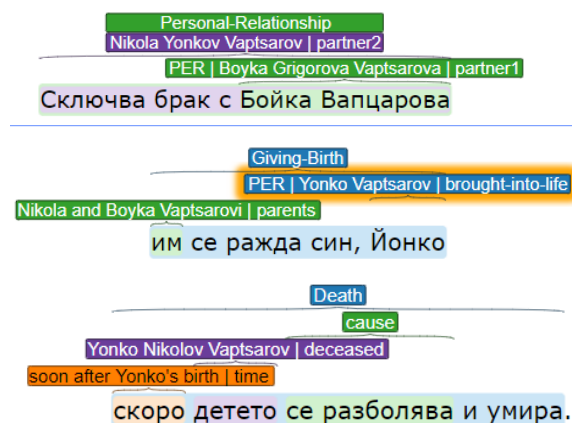 Personal-Relationship
Nikola Yonkov Vaptsarov | partner2
PER | Boyka Grigorova Vaptsarova | partner1
Сключва брак с Бойка Вапцарова
Giving-Birth
PER | Yonko Vaptsarov | brought-into-life
Nikola and Boyka Vaptsarovi | parents
им се ражда син, Йонко
Death
cause
Yonko Nikolov Vaptsarov | deceased
soon after Yonko's birth | time
скоро детето се разболява и умира.